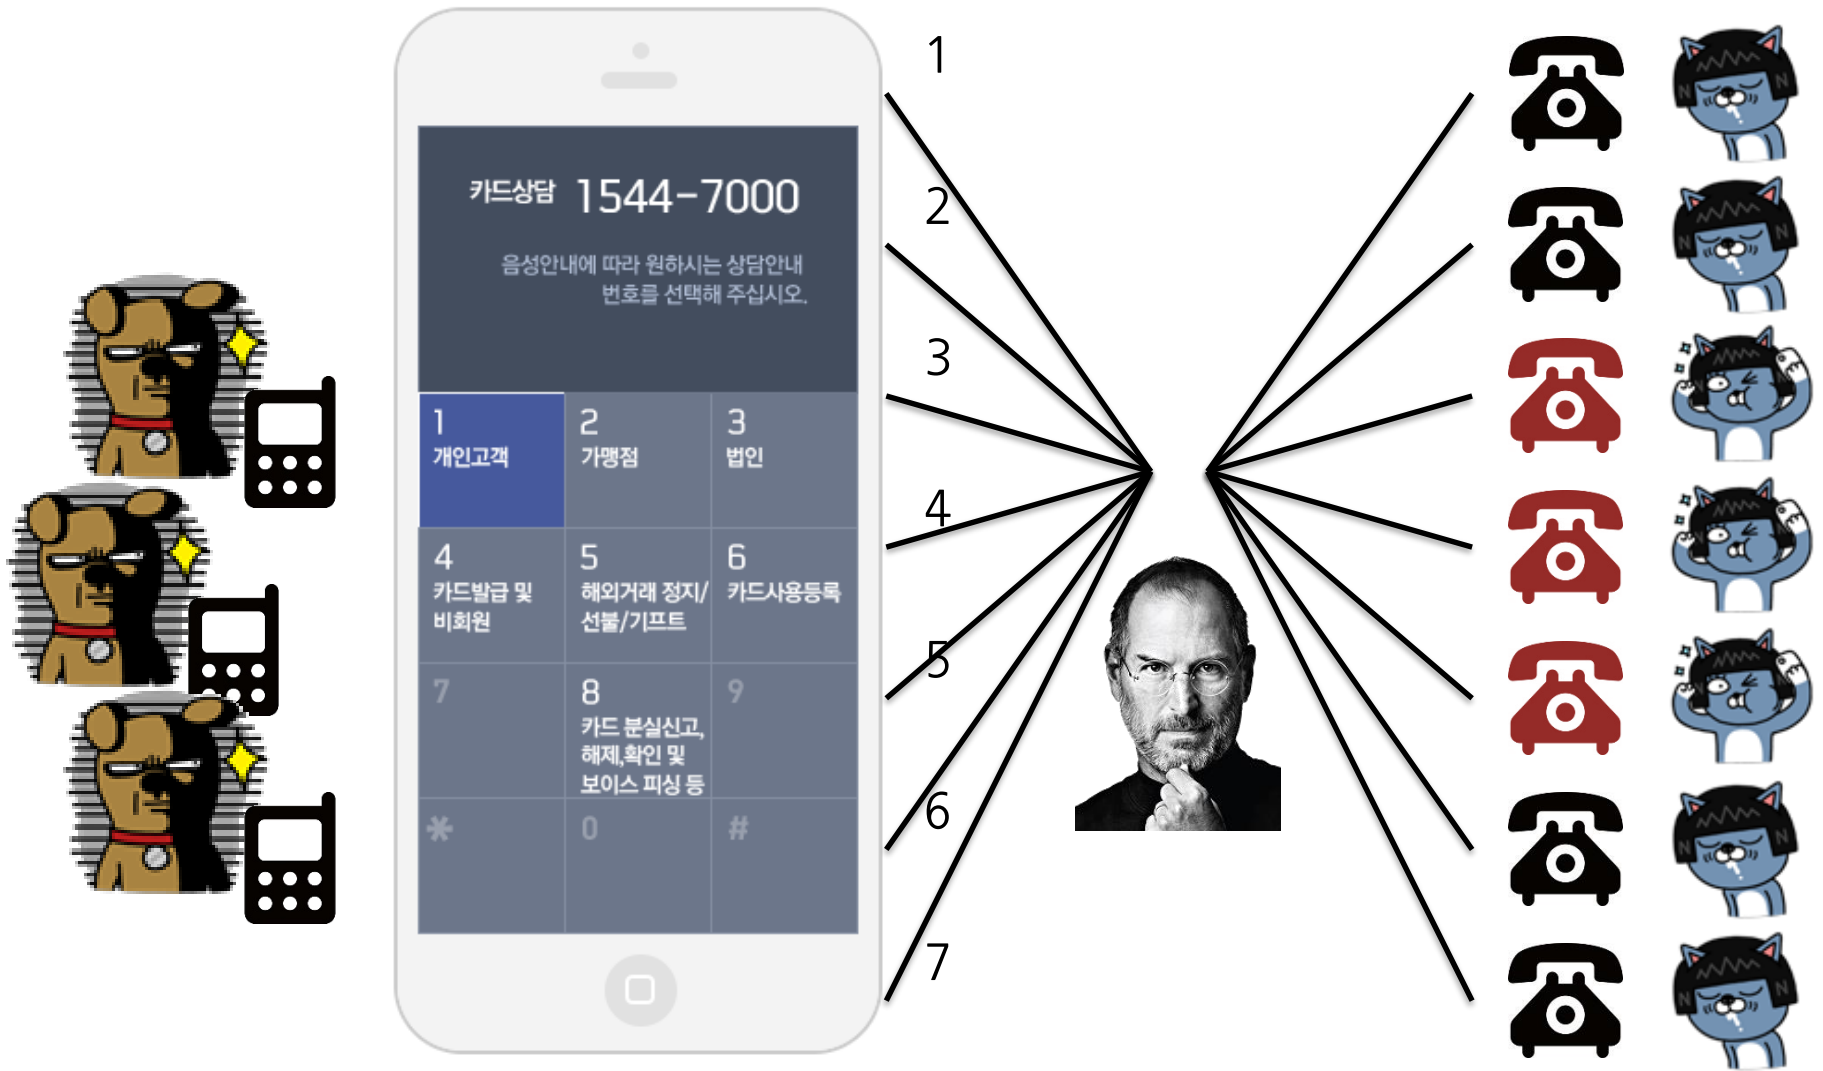 카드상담 1544-7000
음성안내에 따라 원하시는 상담안내
번호를 선택해 주십시오.
1
개인고객
2
가맹점
3
법인
4
카드발급 및
비회원
5
해외거래 정지/
선불/기프트
6
카드사용등록
7
8
카드 분실신고,
해제,확인 및
보이스 피싱 등
9
*
0
#
1
2
3
4
5
6
7